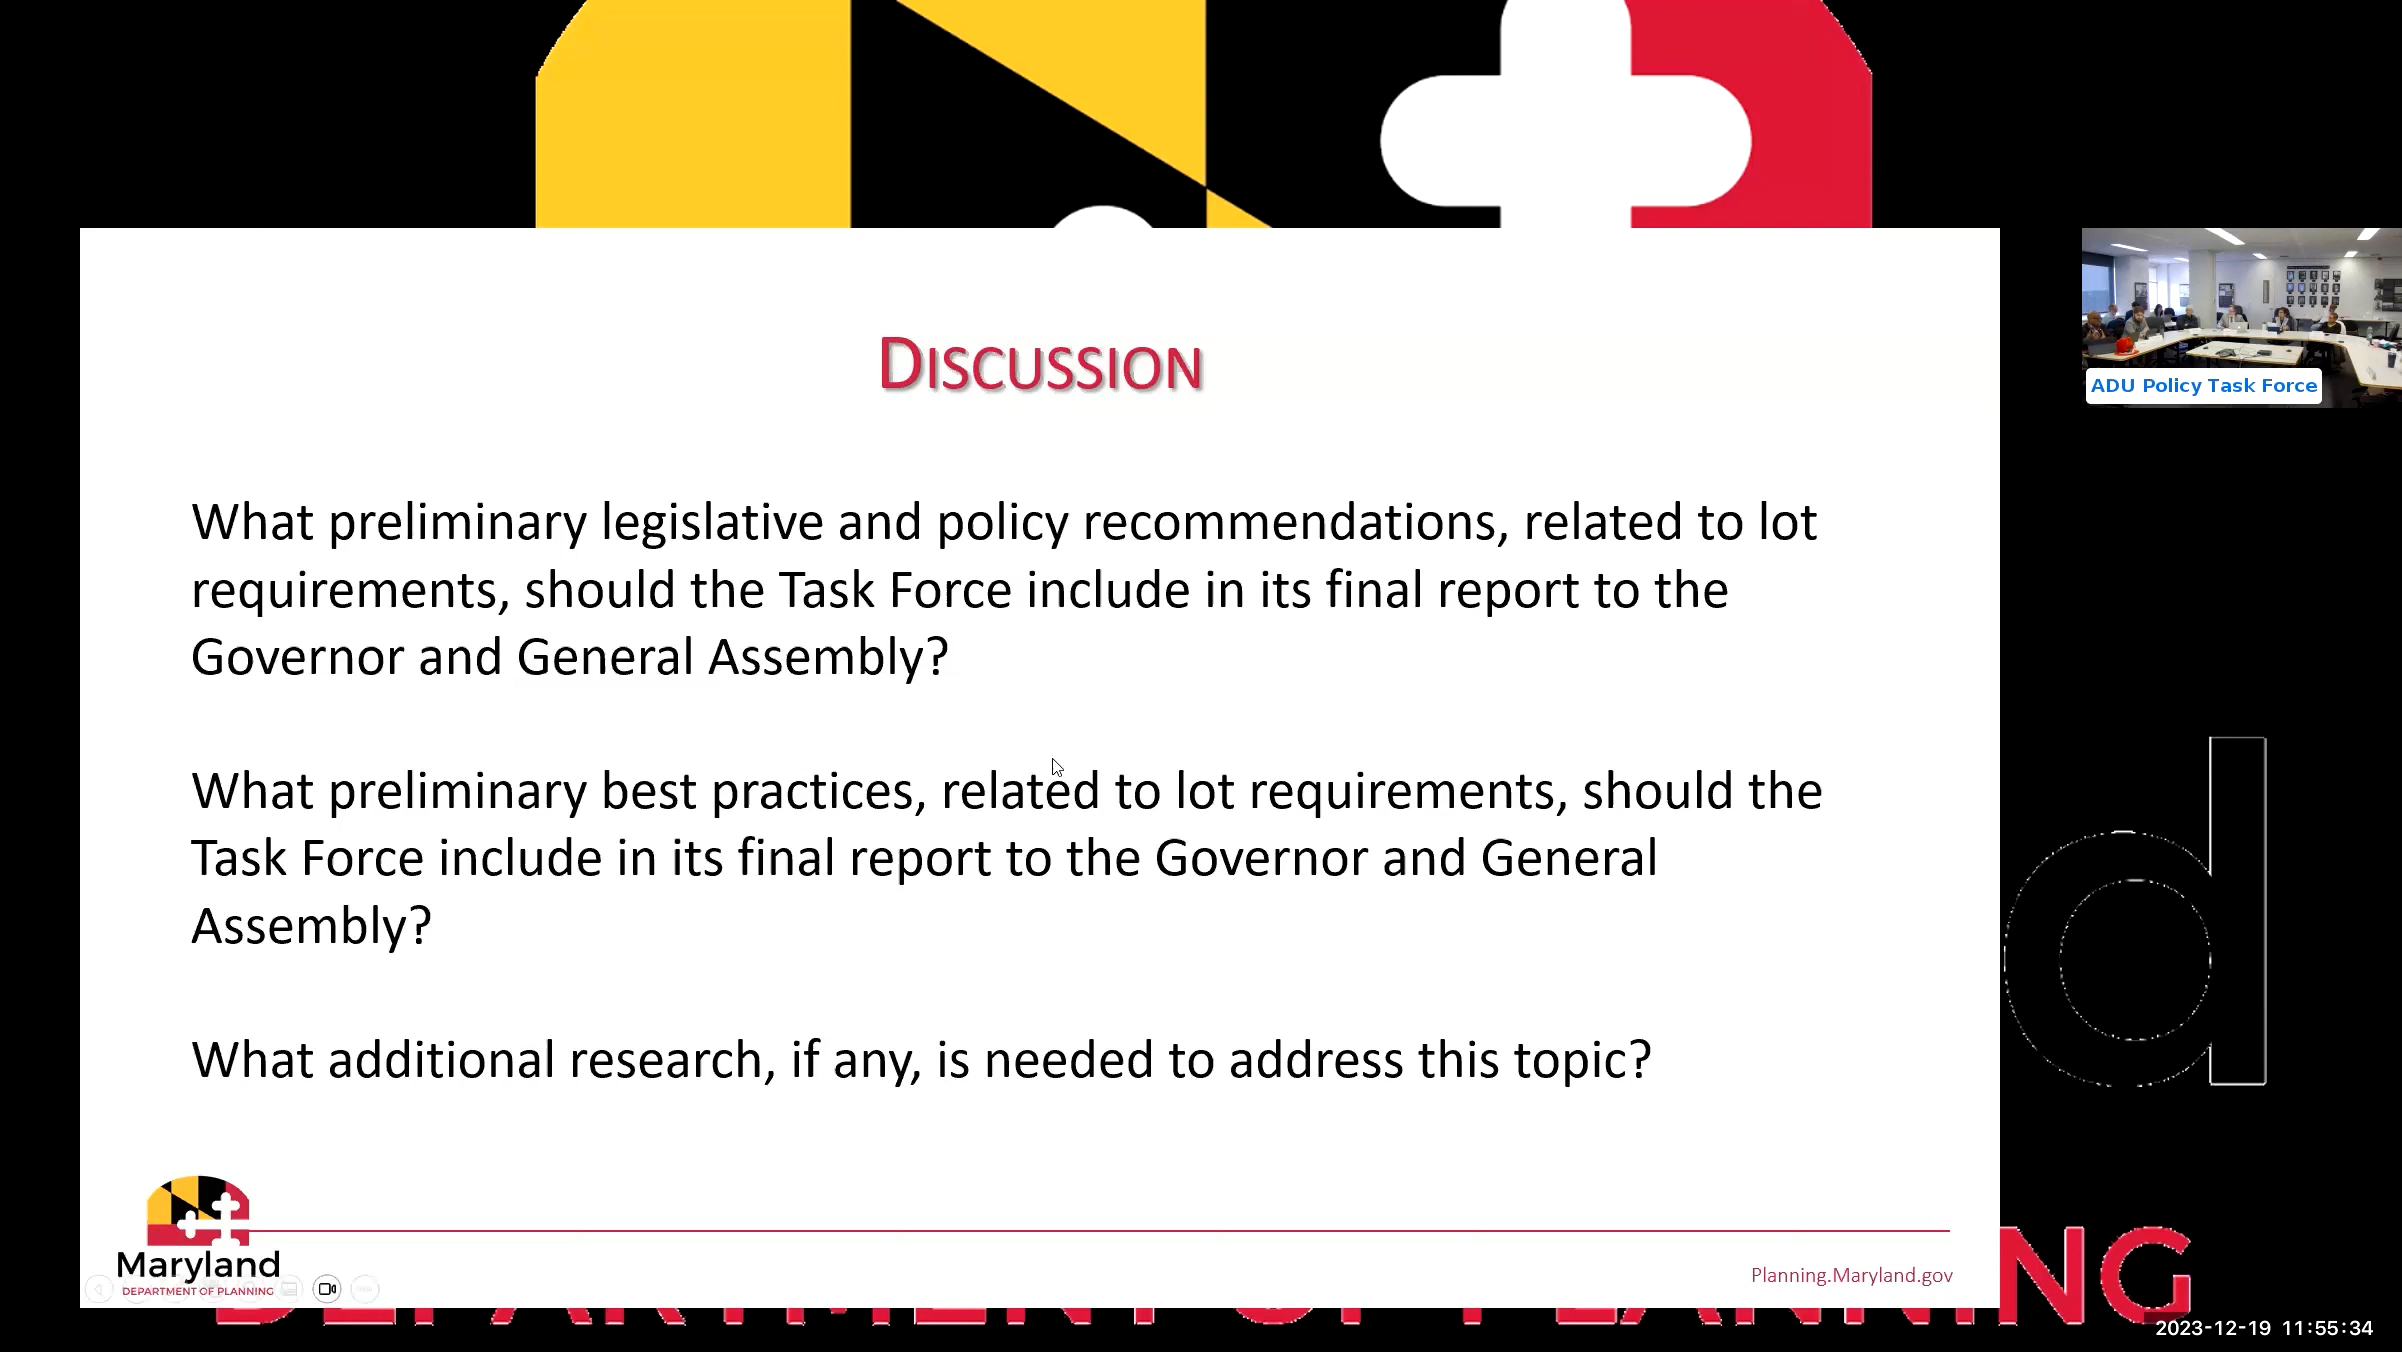 DISCUSSION
ADU Policy Task Force
What preliminary legislative and policy recommendations, related to lot
requirements, should the Task Force include in its final report to the
Governor and General Assembly?
What preliminary best practices, related to lot requirements, should the
Task Force include in its final report to the Governor and General
Assembly?
What additional research, if any, is needed to address this topic?
d
Maryland
DEPARTMENT OF PLANNING
Planning.Maryland.gov
DEPARTMENT OF PLANNING
2023-12-19 11:55:34